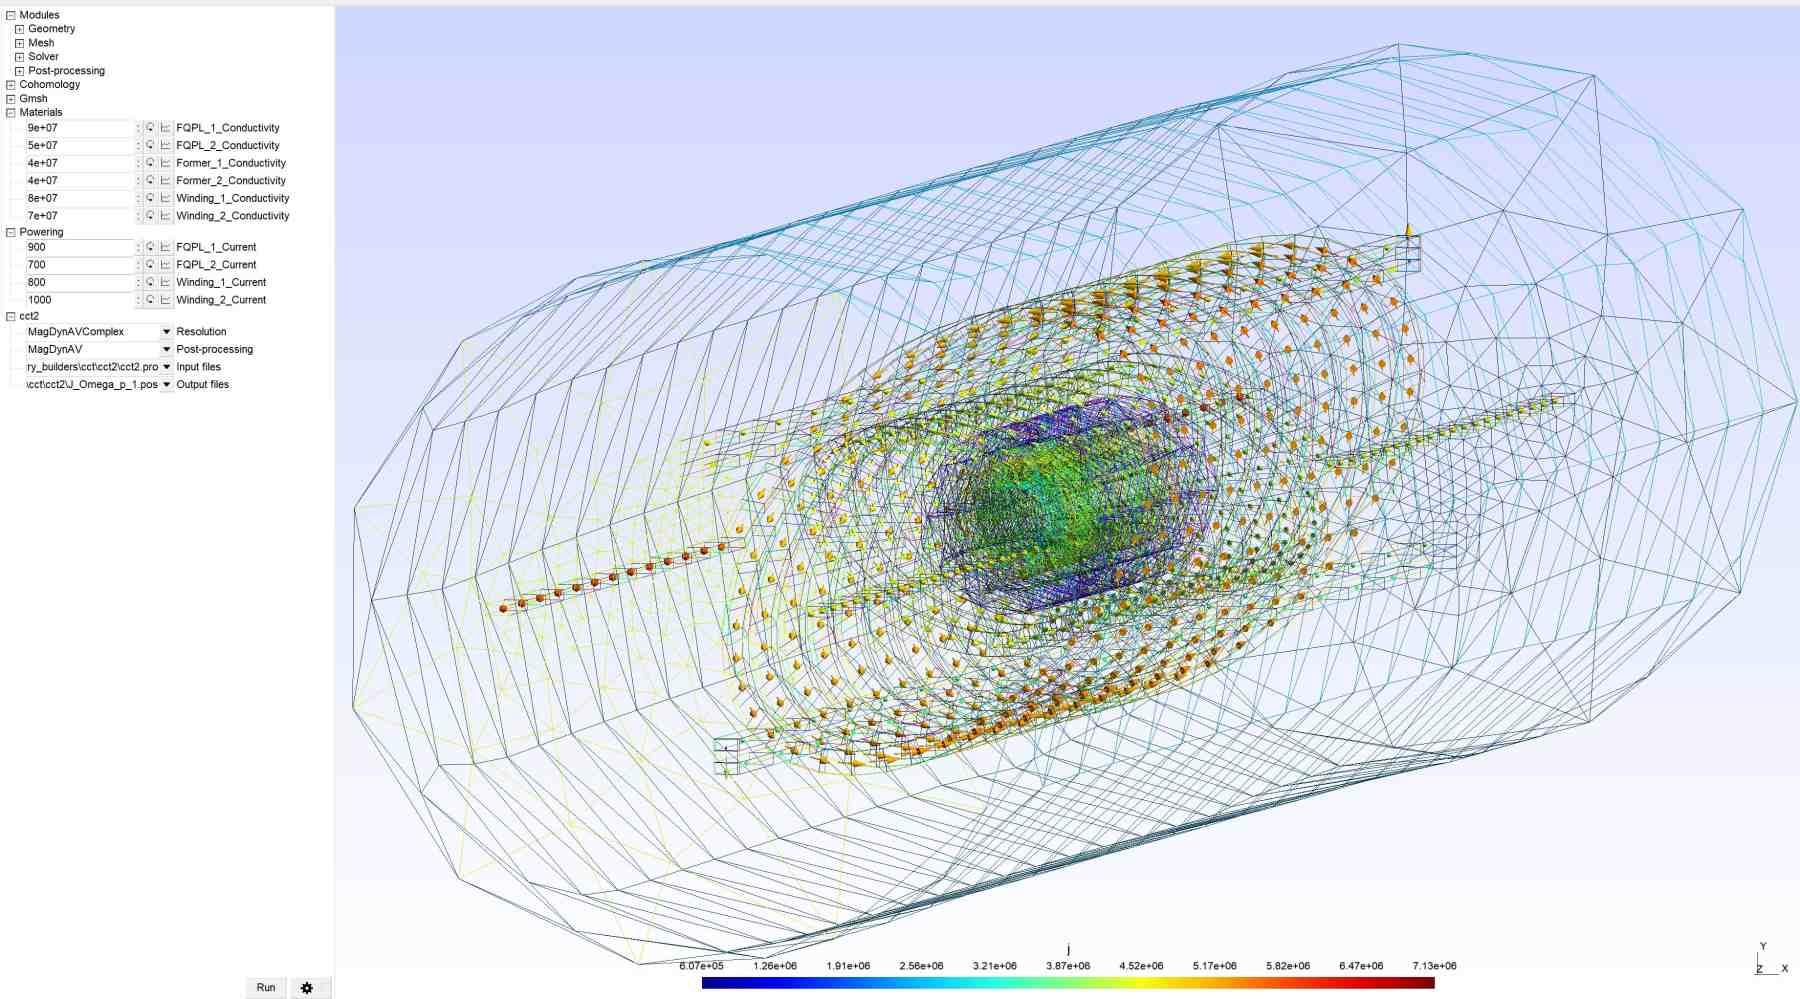 Modules
Geometry
Mesh
Solver
Post-processing
Cohomology
Gmsh
Materials
9e+07 : FQPL_1_Conductivity
5e+07 : FQPL_2_Conductivity
4e+07 : Former_1_Conductivity
4e+07 : Former_2_Conductivity
8e+07 : Winding_1_Conductivity
7e+07 : Winding_2_Conductivity
Powering
900 : FQPL_1_Current
700 : FQPL_2_Current
800 : Winding_1_Current
1000 : Winding_2_Current
cct2
MagDynAVComplex Resolution
MagDynAV Post-processing
ry_builders\cct\cct2\cct2.pro Input files
\cct\cct2\J_Omega_p_1.pos Output files
Run
j
6.07e+05 1.26e+06 1.91e+06 2.56e+06 3.21e+06 3.87e+06 4.52e+06 5.17e+06 5.82e+06 6.47e+06 7.13e+06
Y
Z X